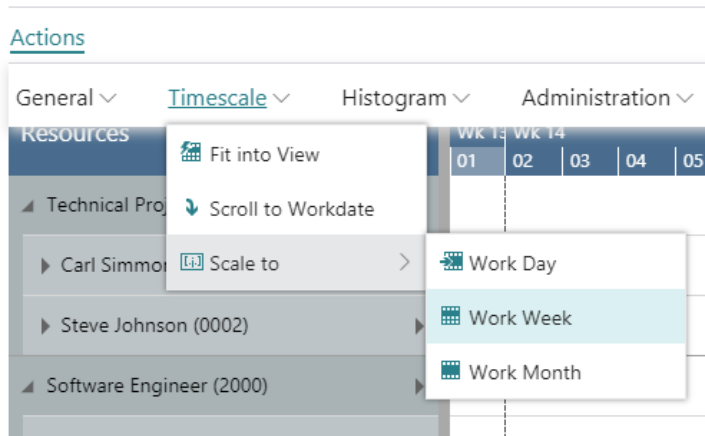 Actions
General Timescale Histogram Administration
Resources
Wk 14
01 02 03 04 05
Fit into View
Scroll to Workdate
Scale to
Work Day
Work Week
Work Month
Technical Proj
Carl Simmo
Steve Johnson (0002)
Software Engineer (2000)